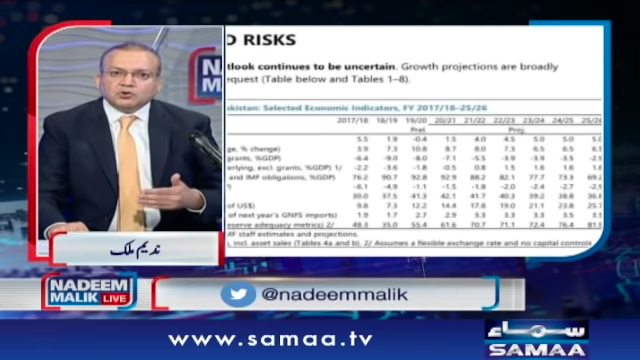 D RISKS
tlook continues to be uncertain. Growth projections are broadly
equest (Table below and Tables 1–8).
kistan: Selected Economic Indicators, FY 2017/18–25/26
2017/18 18/19 19/20 20/21 21/22 22/23 23/24 24/25 25/26
Prel. Proj.
5.5 1.9 -0.4 1.5 4.0 4.5 5.0 5.0 5.0
ge, % change) 3.9 7.3 10.8 8.7 8.0 7.3 6.5 6.5 6.5
grants, %GDP) -6.4 -9.0 -8.0 -7.1 -5.5 -3.9 -3.9 -3.5
erlying, excl. grants, %GDP) 1/ -2.2 -3.6 -1.8 -0.5 0.8 1.5 1.6 1.6
and IMF obligations, %GDP) 76.2 90.7 92.8 92.9 88.2 82.1 77.7 73.3 69.
P) -6.1 -4.9 -1.1 -1.5 -1.8 -2.0 -2.4 -2.7
30.0 37.5 41.3 42.1 41.7 40.3 39.2 38.8
of US$) 9.8 7.3 12.2 14.4 17.8 19.0 21.1 23.8 25.
of next year's GNFS imports) 1.9 1.7 2.7 2.9 3.3 3.3 3.3 3.5
eserve adequacy metrics) 2/ 48.3 35.0 55.4 61.6 70.7 71.1 72.4 76.4 81.
MF staff estimates and projections.
), incl. asset sales (Tables 4a and b). 2/ Assumes a flexible exchange rate and no capital controls
NADEEM
ندیم ملک
NADEEM
MALIK LIVE
@nadeemmalik
www.samaa.tv
سماء
SAMAA